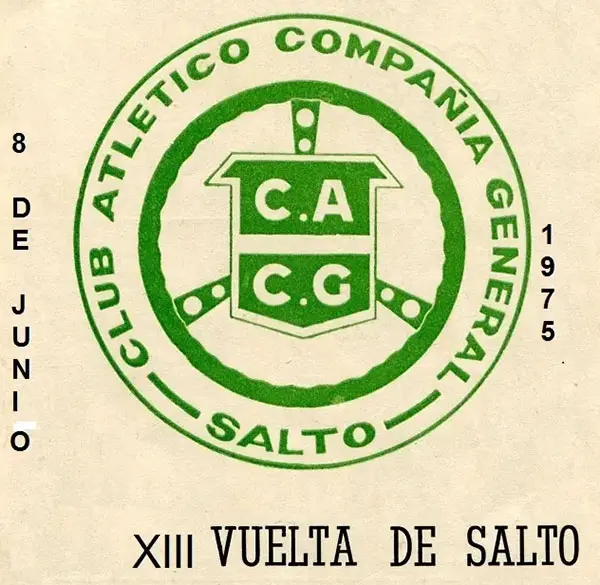 CLUB ATLETICO COMPAÑIA GENERAL
— SALTO —
C.A
C.G
8 DE JUNIO
1975
XIII VUELTA DE SALTO